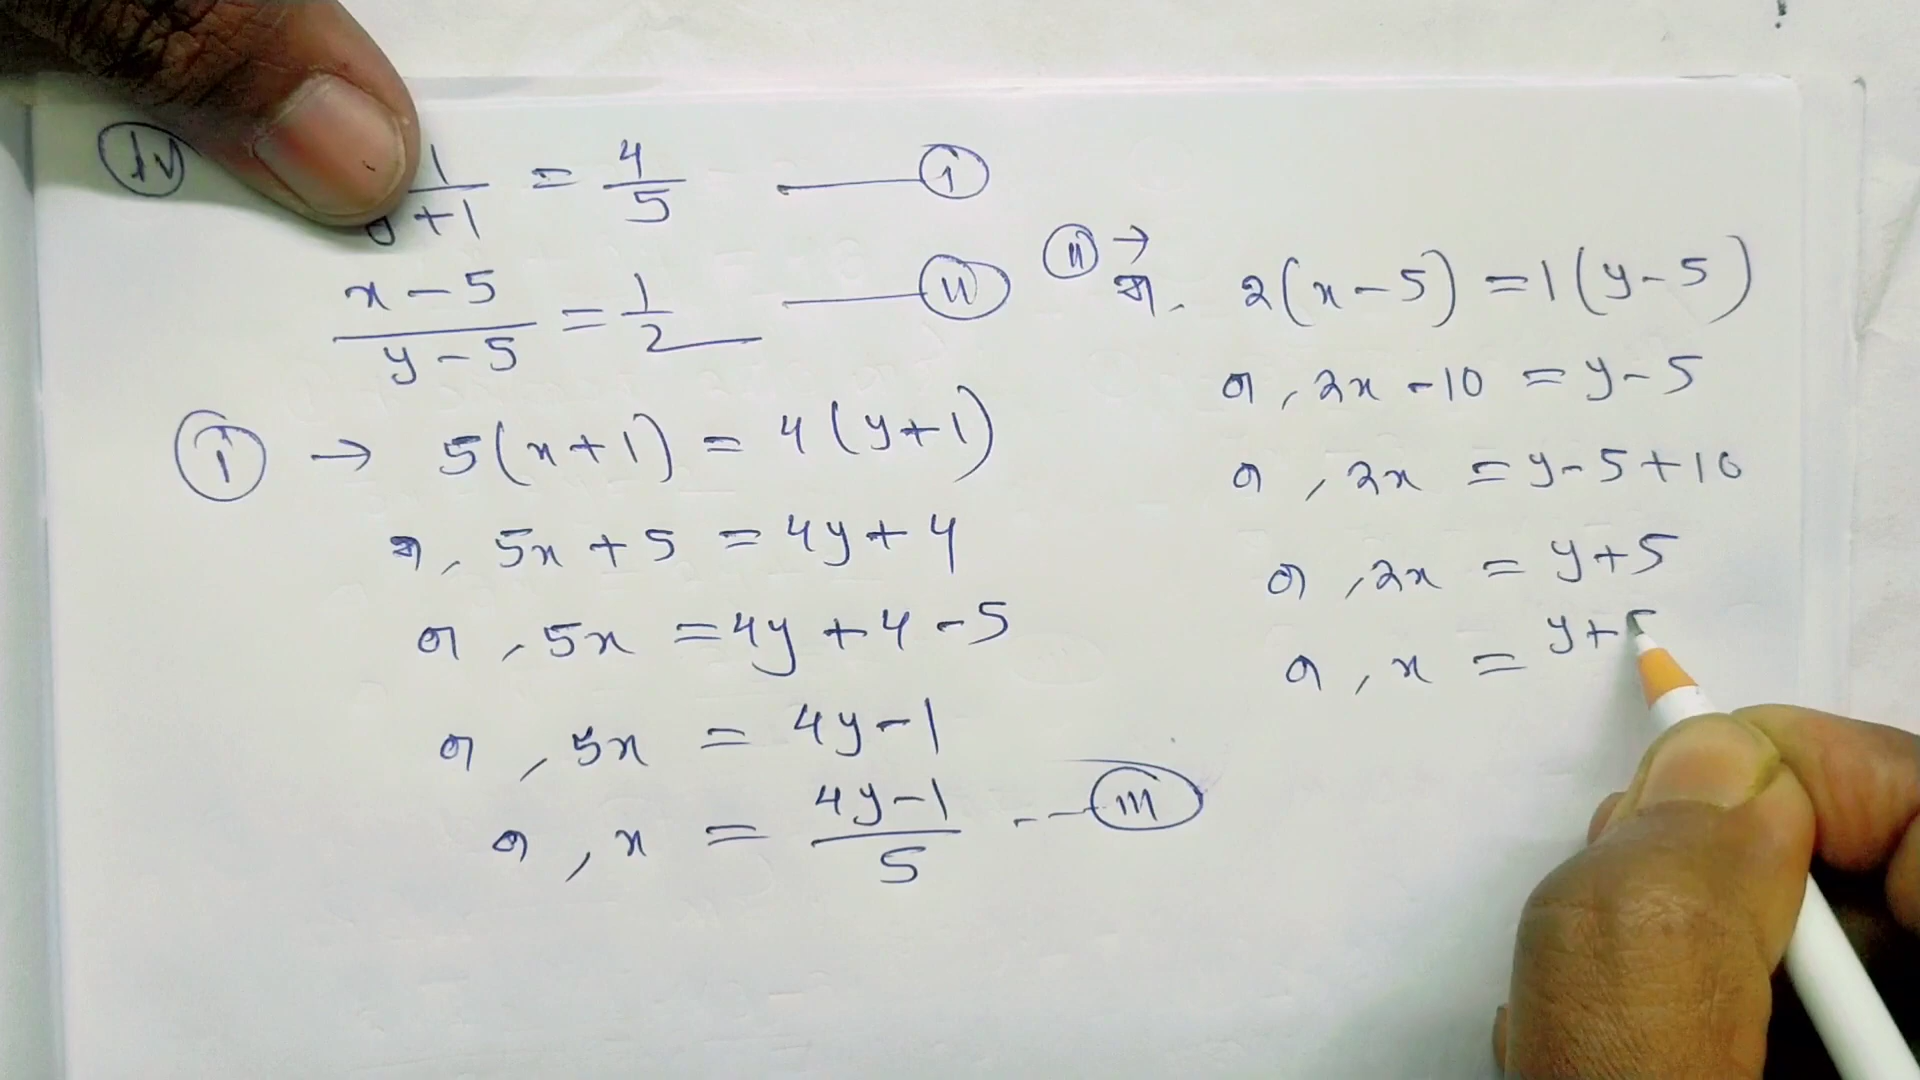 (iv) 1/+1 = 4/5 —— (i)
x-5/y-5 = 1/2 —— (ii)
(i) → 5(x+1) = 4(y+1)
বা, 5x+5 = 4y+4
বা, 5x = 4y+4-5
বা, 5x = 4y-1
বা, x = 4y-1/5 --- (iii)
(ii) →
বা, 2(x-5) = 1(y-5)
বা, 2x-10 = y-5
বা, 2x = y-5+10
বা, 2x = y+5
বা, x = y+5